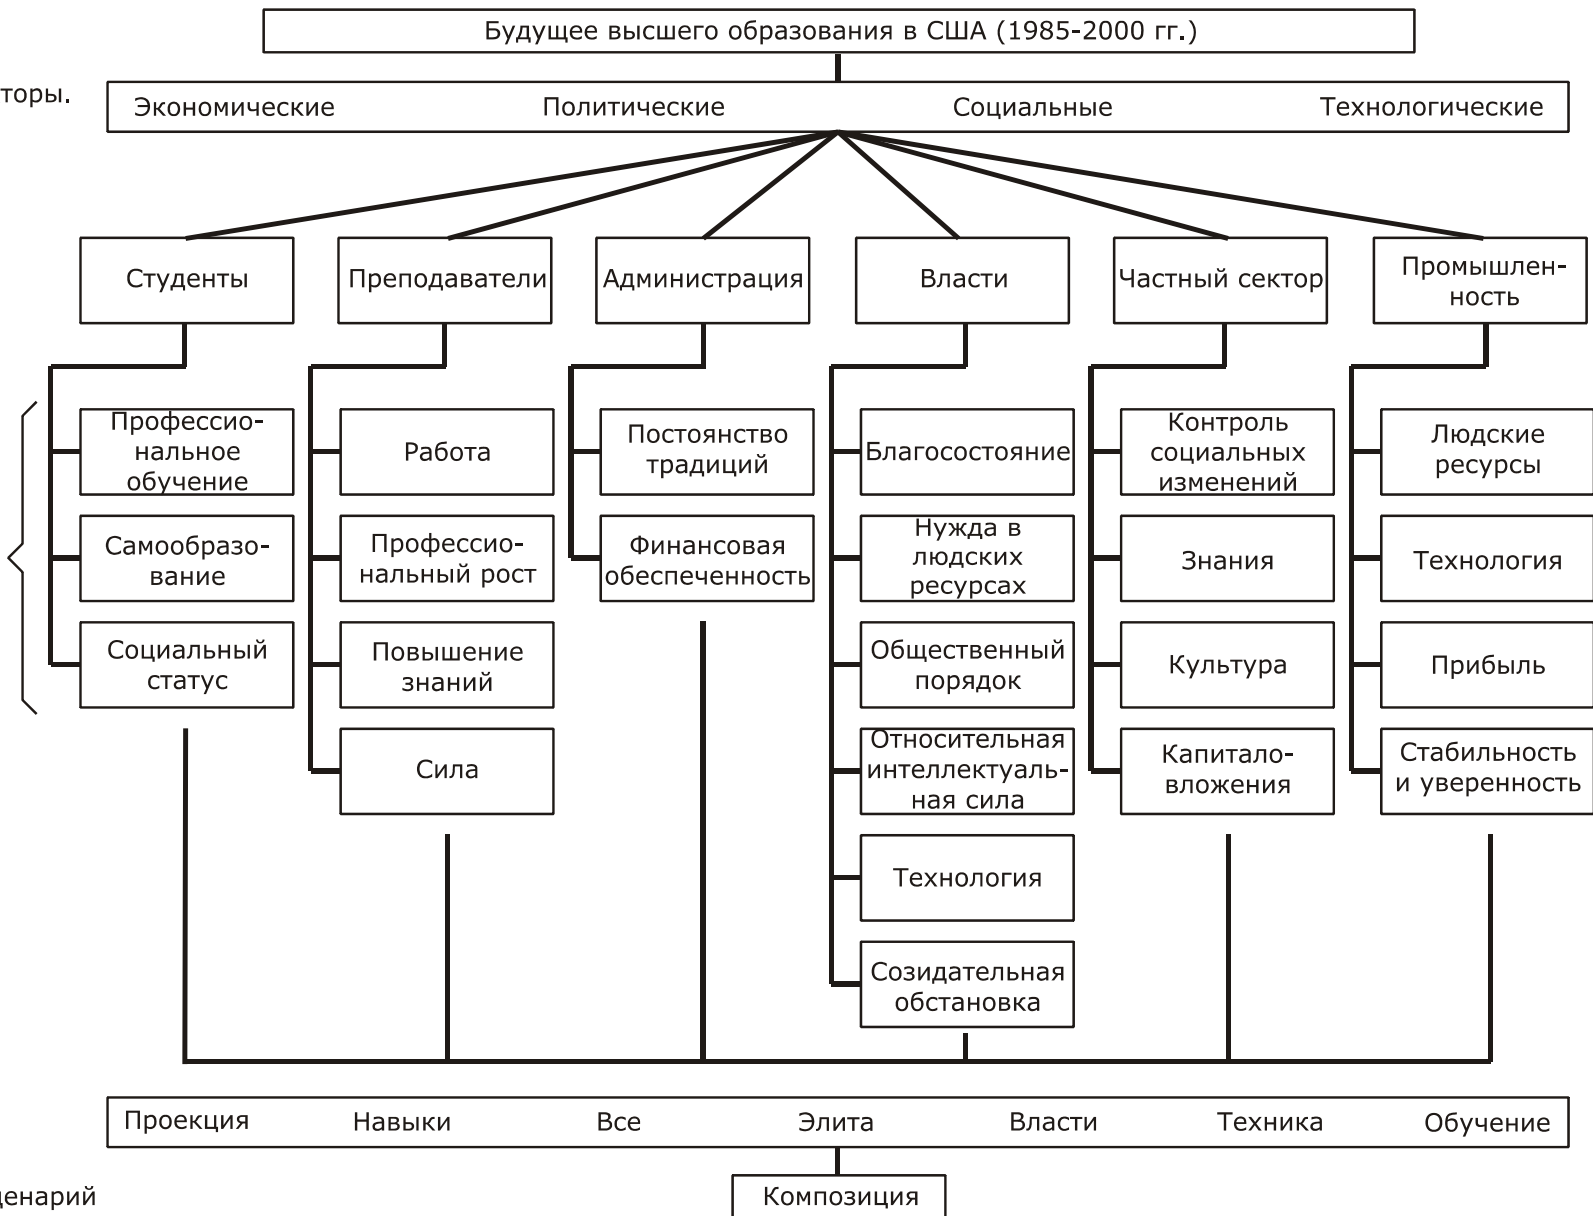 Будущее высшего образования в США (1985-2000 гг.)
торы.
Экономические Политические Социальные Технологические
Студенты
Преподаватели
Администрация
Власти
Частный сектор
Промышлен-
ность
Профессио-
нальное
обучение
Самообразо-
вание
Социальный
статус
Работа
Профессио-
нальный рост
Повышение
знаний
Сила
Постоянство
традиций
Финансовая
обеспеченность
Благосостояние
Нужда в
людских
ресурсах
Общественный
порядок
Относительная
интеллектуаль-
ная сила
Технология
Созидательная
обстановка
Контроль
социальных
изменений
Знания
Культура
Капитало-
вложения
Людские
ресурсы
Технология
Прибыль
Стабильность
и уверенность
Проекция Навыки Все Элита Власти Техника Обучение
ценарий
Композиция